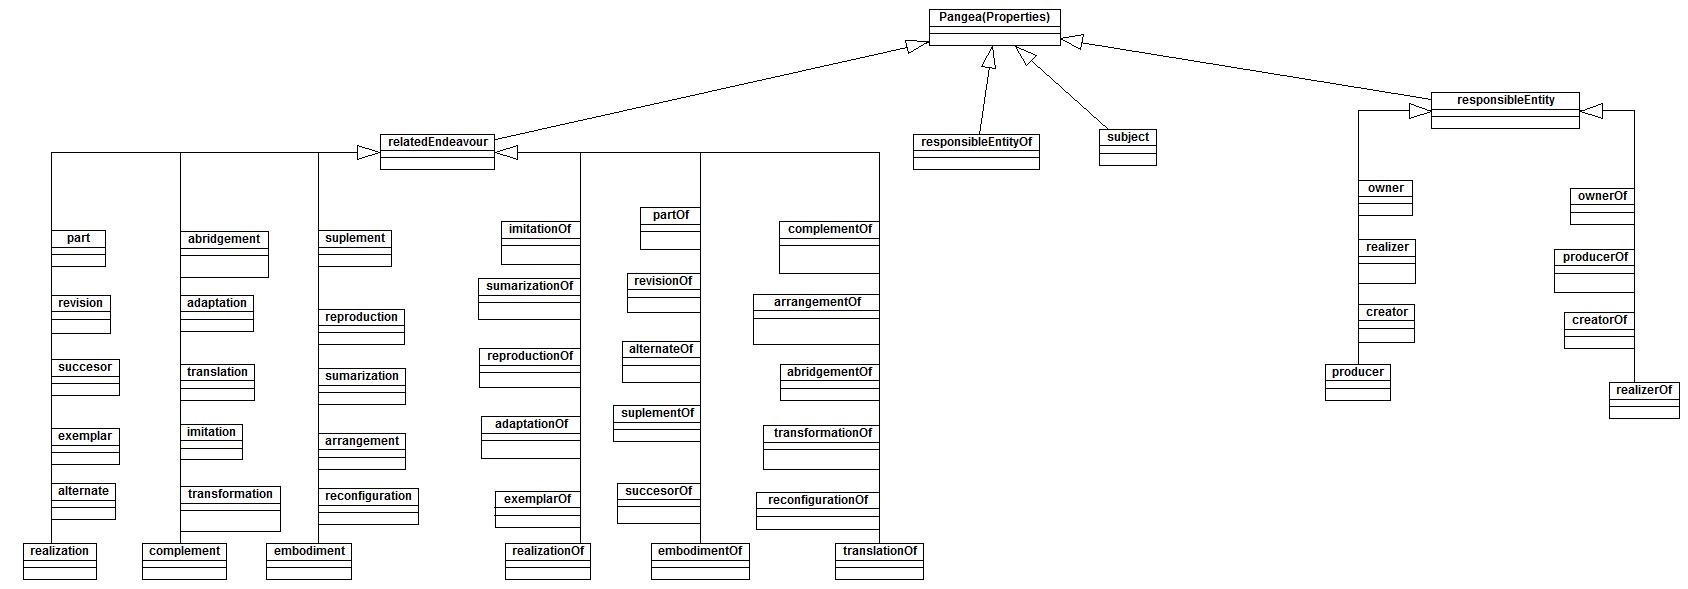 Pangea(Properties)
responsibleEntity
relatedEndeavour
responsibleEntityOf
subject
part
revision
succesor
exemplar
alternate
realization
abridgement
adaptation
translation
imitation
transformation
complement
suplement
reproduction
sumarization
arrangement
reconfiguration
embodiment
imitationOf
sumarizationOf
reproductionOf
adaptationOf
exemplarOf
realizationOf
partOf
revisionOf
alternateOf
suplementOf
succesorOf
embodimentOf
complementOf
arrangementOf
abridgementOf
transformationOf
reconfigurationOf
translationOf
owner
realizer
creator
producer
ownerOf
producerOf
creatorOf
realizerOf